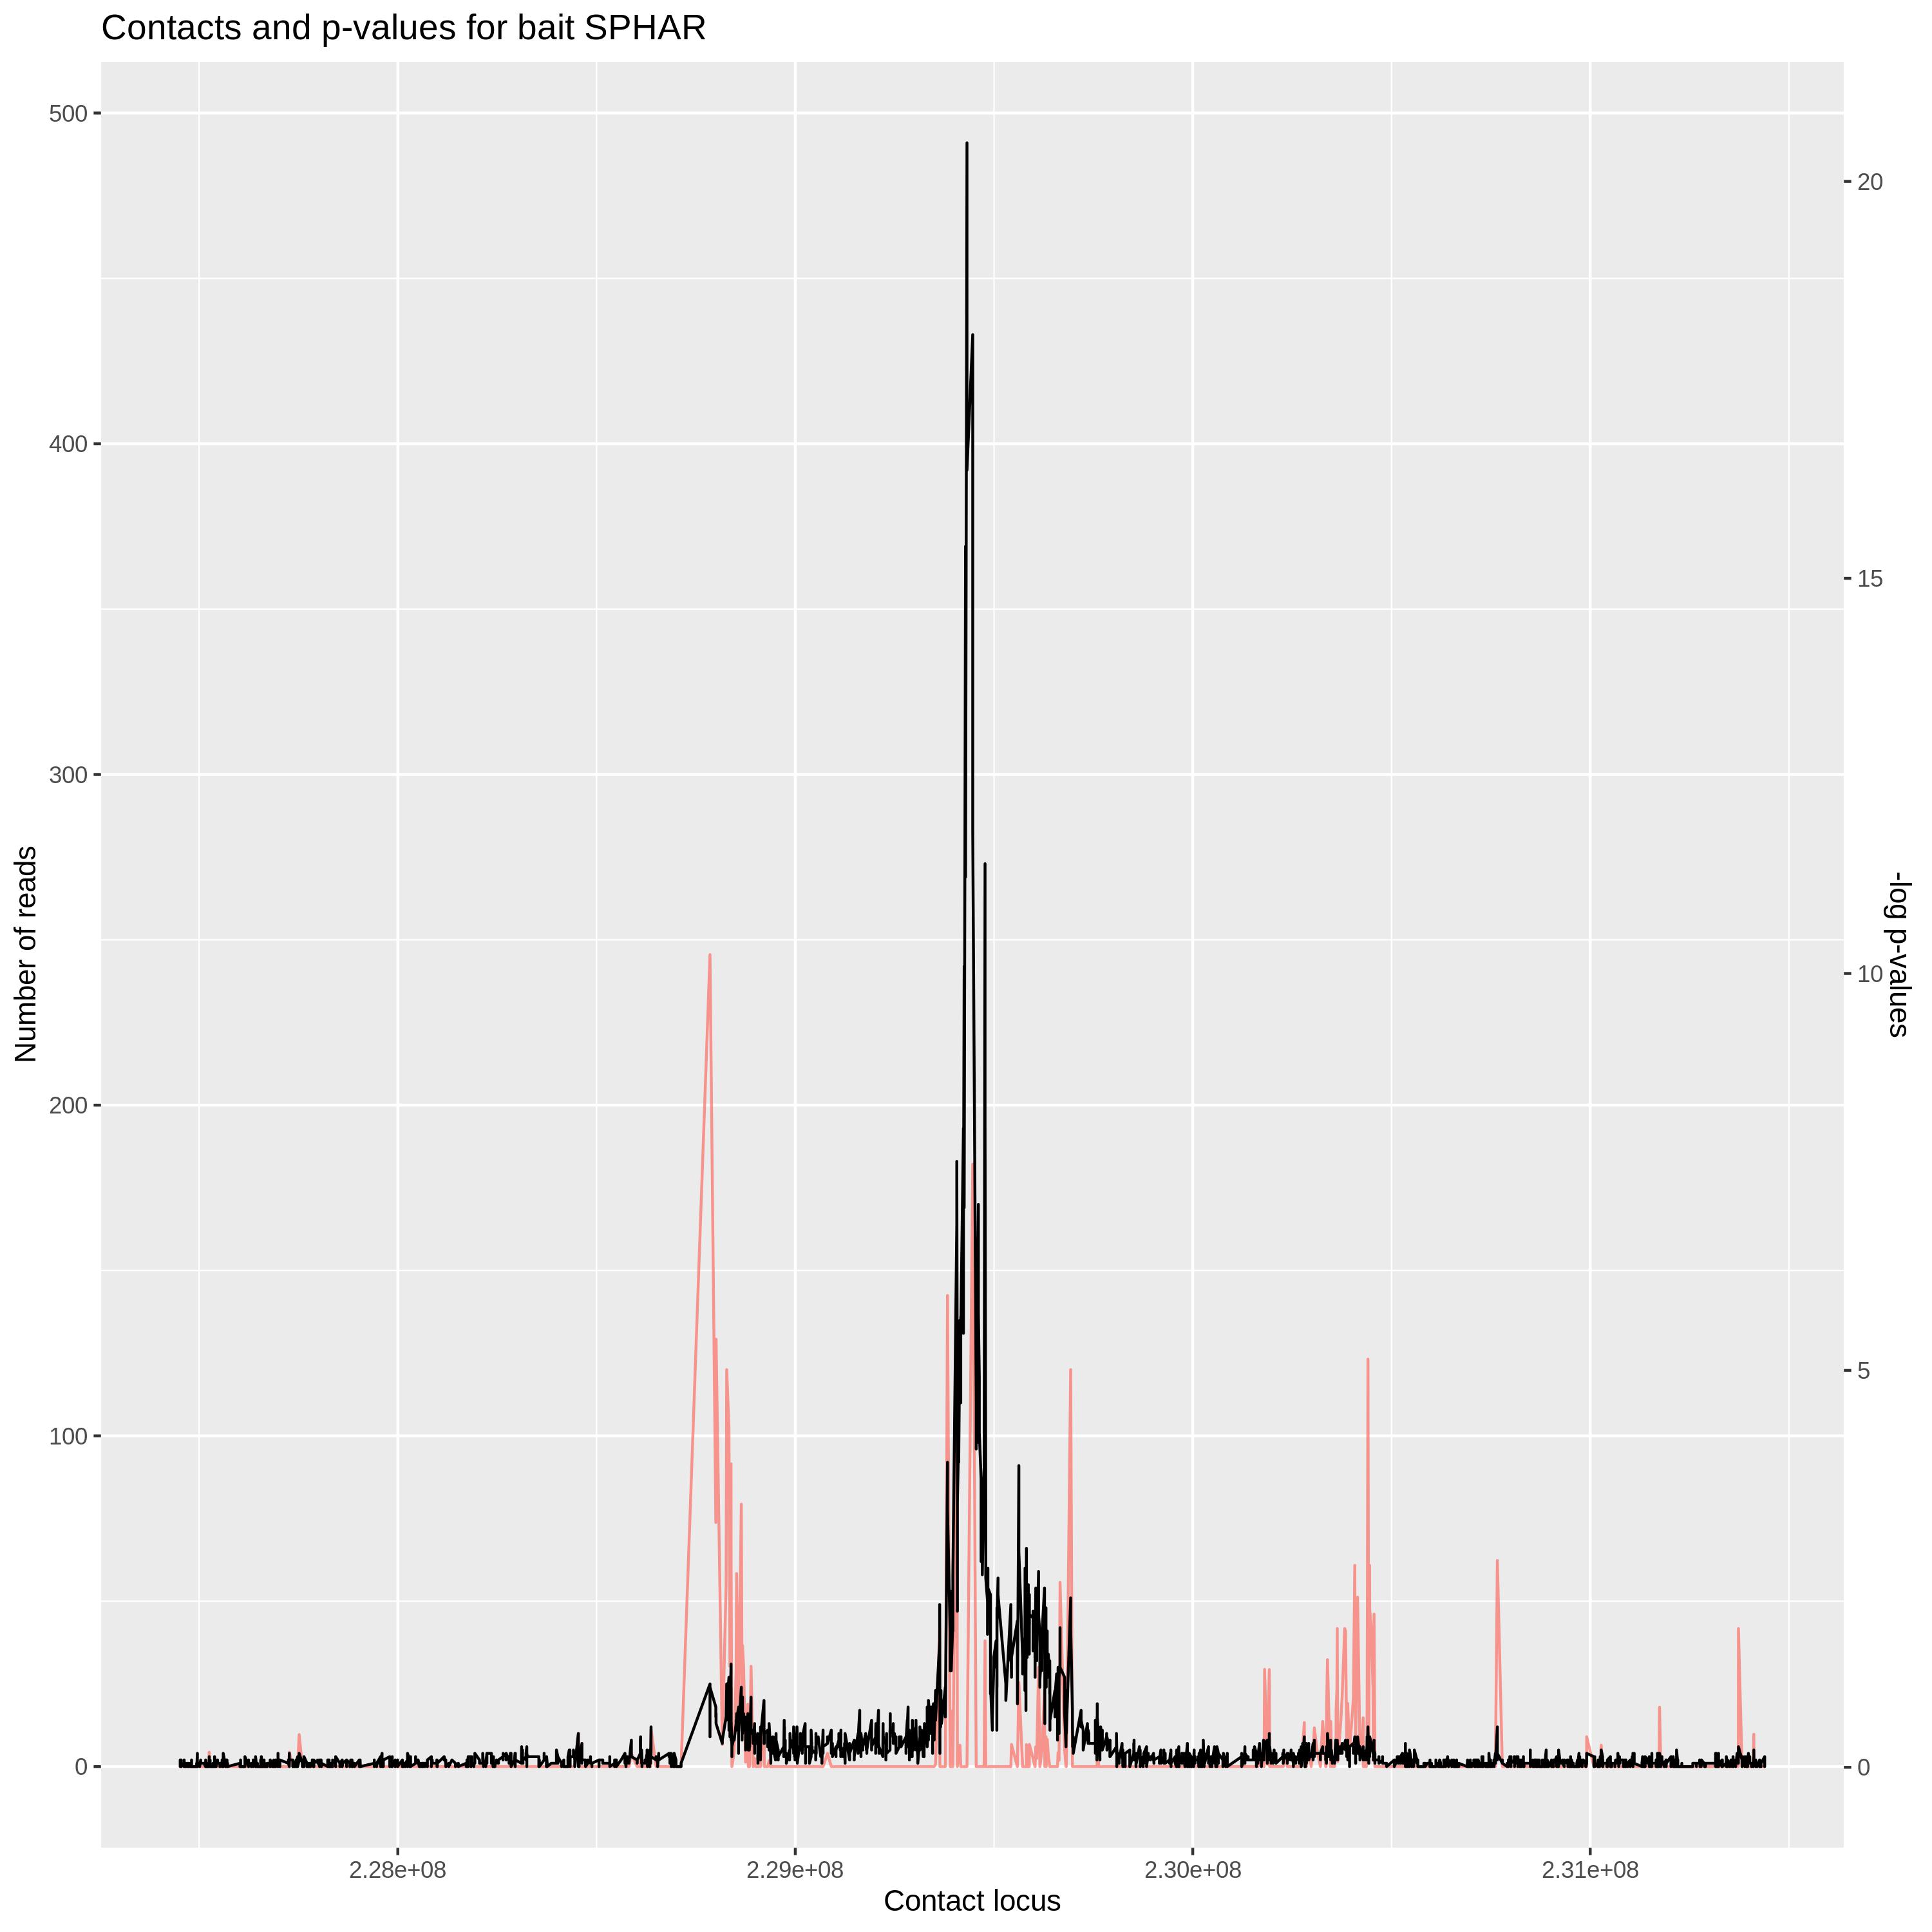 Contacts and p-values for bait SPHAR
500
400
300
200
100
0
Number of reads
20
15
10
5
0
-log p-values
2.28e+08
2.29e+08
2.30e+08
2.31e+08
Contact locus